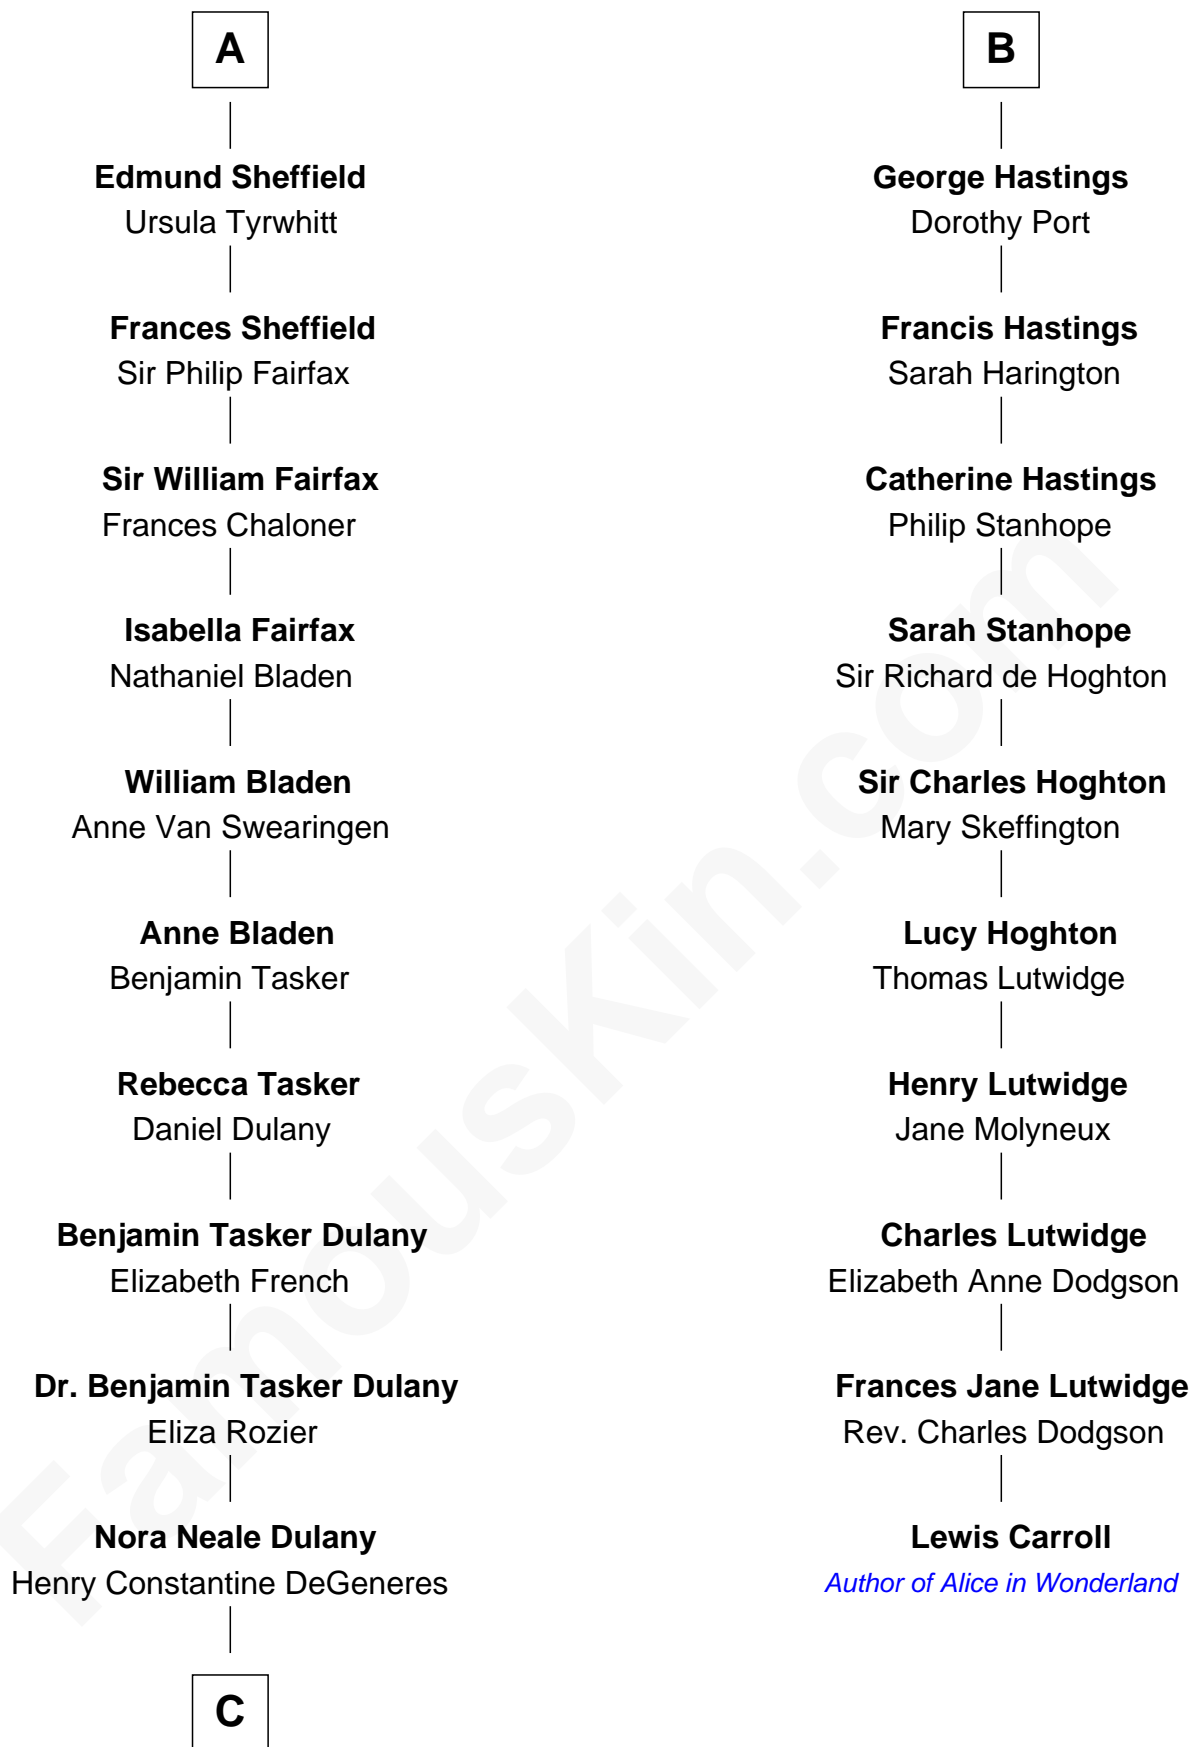 A
Edmund Sheffield
Ursula Tyrwhitt
Frances Sheffield
Sir Philip Fairfax
Sir William Fairfax
Frances Chaloner
Isabella Fairfax
Nathaniel Bladen
William Bladen
Anne Van Swearingen
Anne Bladen
Benjamin Tasker
Rebecca Tasker
Daniel Dulany
Benjamin Tasker Dulany
Elizabeth French
Dr. Benjamin Tasker Dulany
Eliza Rozier
Nora Neale Dulany
Henry Constantine DeGeneres
C
B
George Hastings
Dorothy Port
Francis Hastings
Sarah Harington
Catherine Hastings
Philip Stanhope
Sarah Stanhope
Sir Richard de Hoghton
Sir Charles Hoghton
Mary Skeffington
Lucy Hoghton
Thomas Lutwidge
Henry Lutwidge
Jane Molyneux
Charles Lutwidge
Elizabeth Anne Dodgson
Frances Jane Lutwidge
Rev. Charles Dodgson
Lewis Carroll
Author of Alice in Wonderland
FamousKin.com